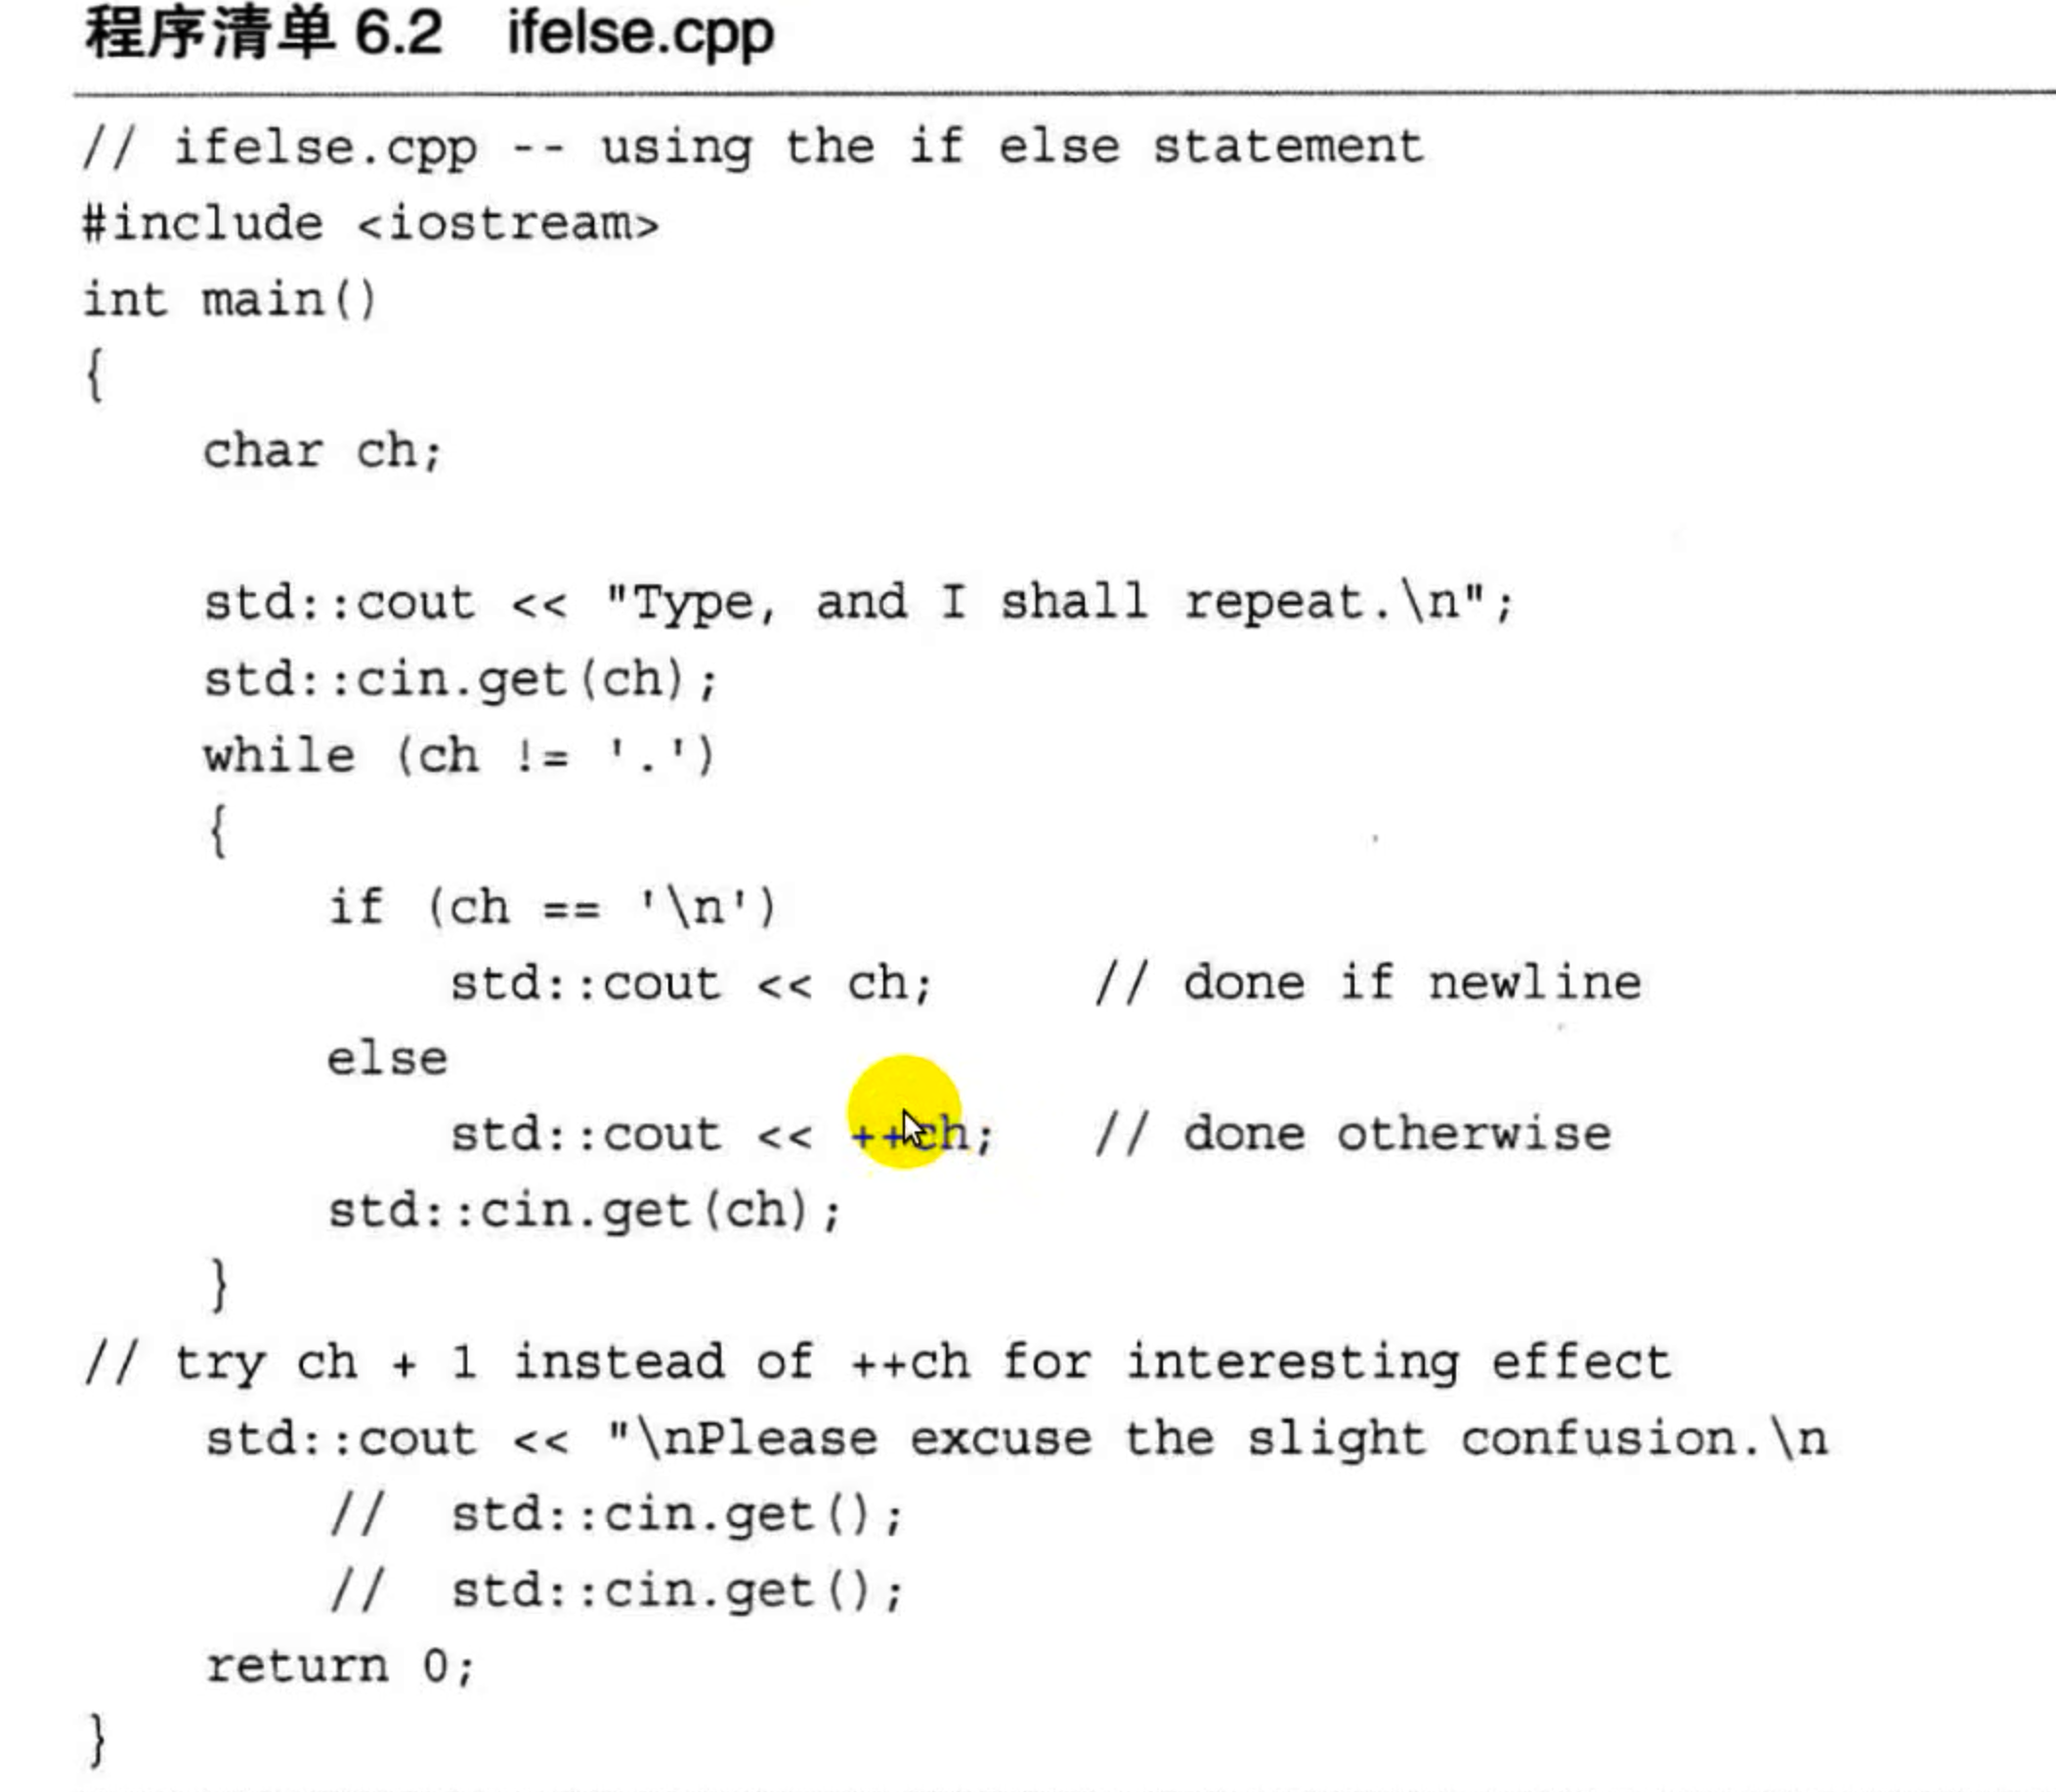 程序清单 6.2 ifelse.cpp
// ifelse.cpp -- using the if else statement
#include <iostream>
int main()
{
    char ch;

    std::cout << "Type, and I shall repeat.\n";
    std::cin.get(ch);
    while (ch != '.')
    {
        if (ch == '\n')
            std::cout << ch;     // done if newline
        else
            std::cout << ++ch;   // done otherwise
        std::cin.get(ch);
    }
// try ch + 1 instead of ++ch for interesting effect
    std::cout << "\nPlease excuse the slight confusion.\n
        //  std::cin.get();
        //  std::cin.get();
    return 0;
}